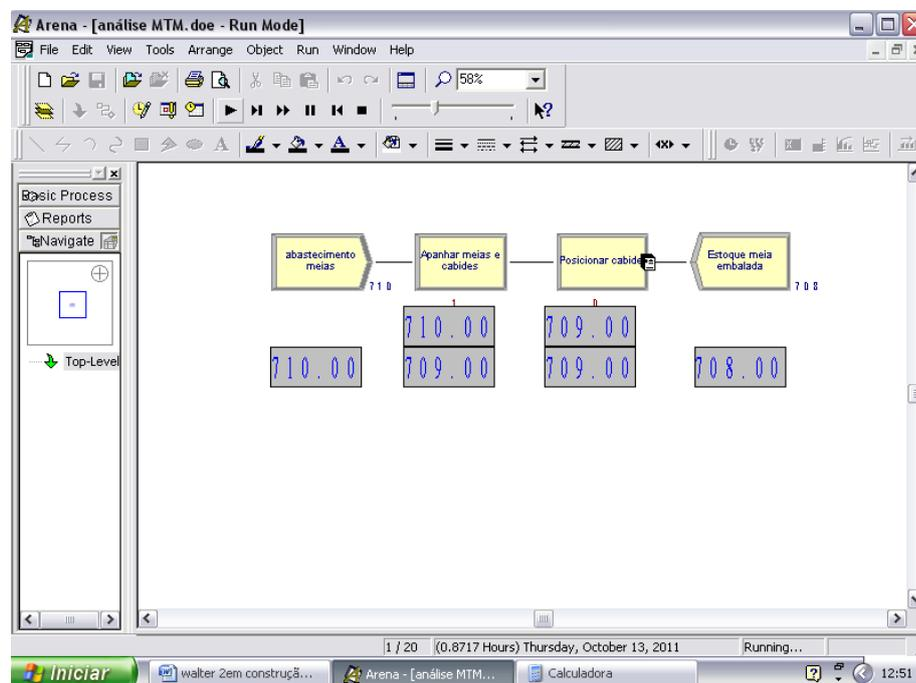 Arena - [análise MTM.doe - Run Mode]
File Edit View Tools Arrange Object Run Window Help
58%
Basic Process
Reports
Navigate
Top-Level
abastecimento
meias
710
Apanhar meias e
cabides
1
Posicionar cabide
0
Estoque meia
embalada
708
710.00 709.00
710.00 709.00 709.00 708.00
1 / 20 (0.8717 Hours) Thursday, October 13, 2011 Running...
Iniciar walter 2em construçã... Arena - [análise MTM... Calculadora 12:51